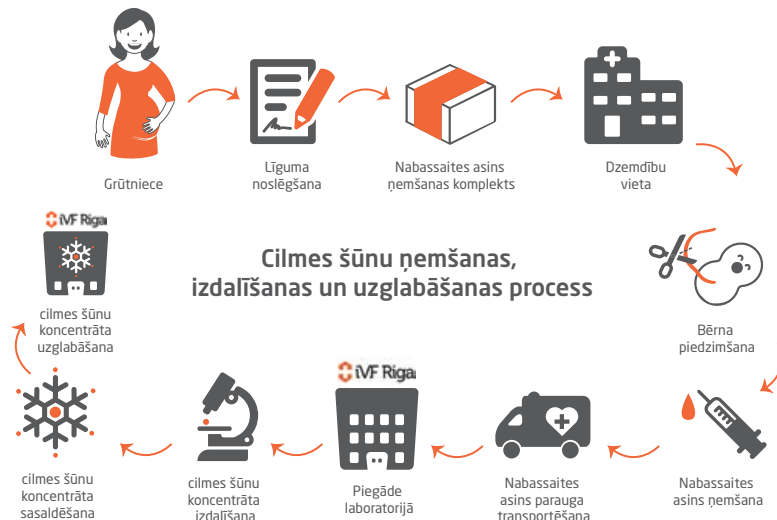 Grūtniece
Līguma
noslēgšana
Nabassaites asins
ņemšanas komplekts
Dzemdību
vieta
iVF Riga
Cilmes šūnu ņemšanas,
izdalīšanas un uzglabāšanas process
cilmes šūnu
koncentrāta
uzglabāšana
Bērna
piedzimšana
iVF Riga
cilmes šūnu
koncentrāta
sasaldēšana
cilmes šūnu
koncentrāta
izdalīšana
Piegāde
laboratorijā
Nabassaites
asins parauga
transportēšana
Nabassaites
asins ņemšana